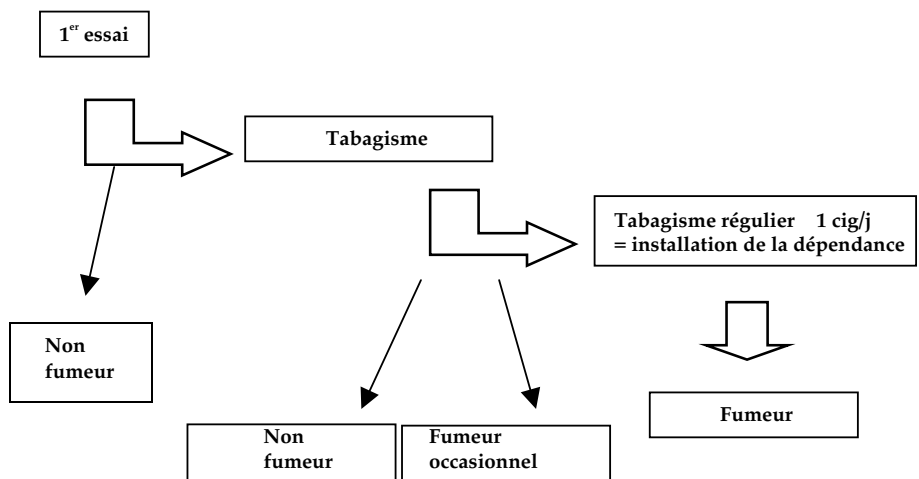 1er essai
Tabagisme
Tabagisme régulier 1 cig/j
= installation de la dépendance
Non
fumeur
Fumeur
Non
fumeur
Fumeur
occasionnel